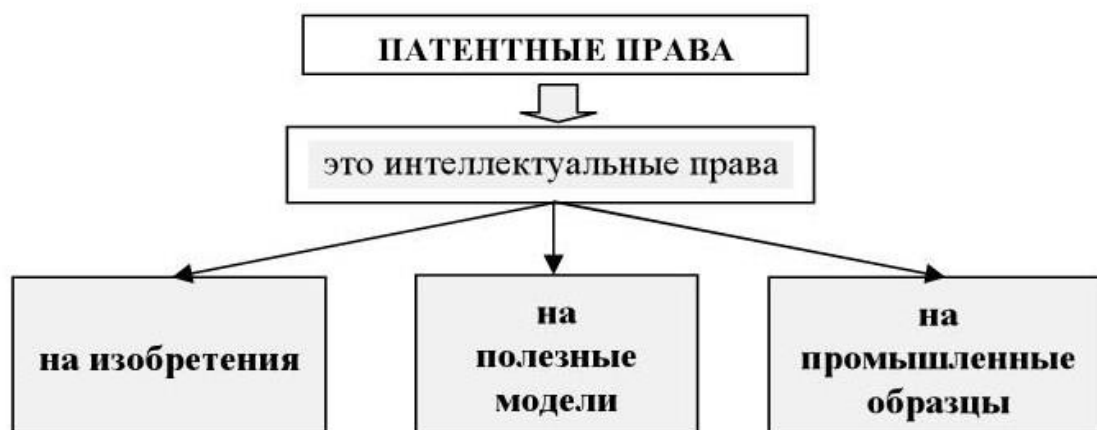 ПАТЕНТНЫЕ ПРАВА
это интеллектуальные права
на изобретения
на
полезные
модели
на
промышленные
образцы